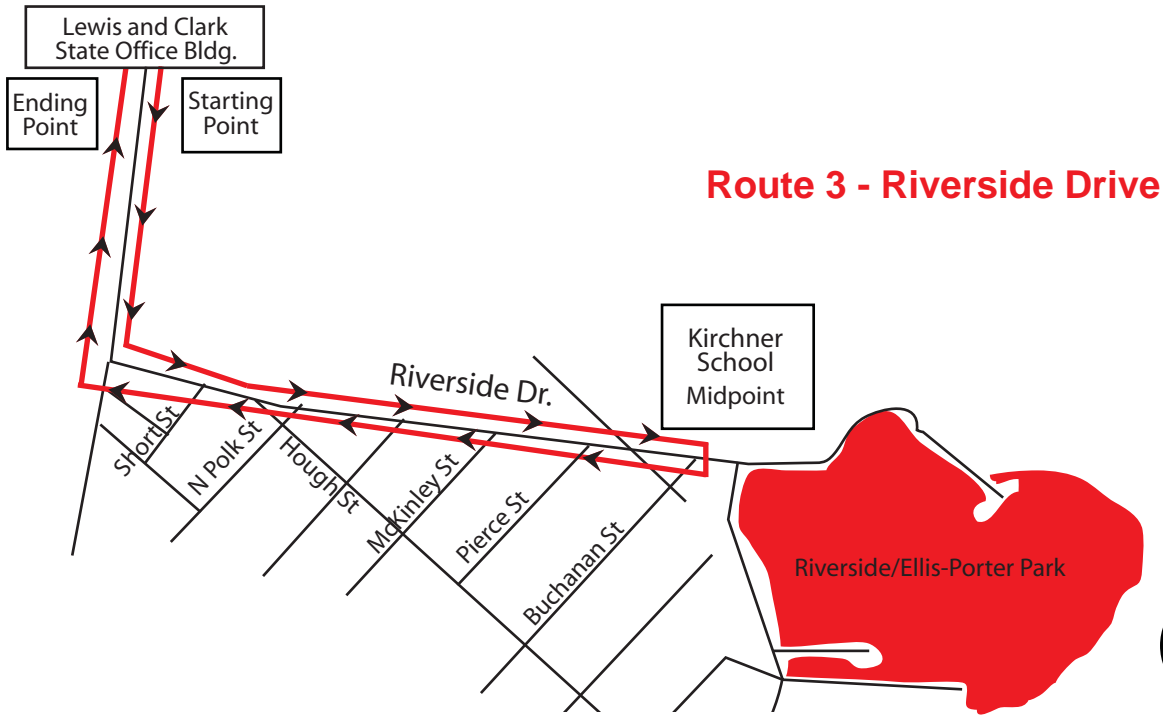 Lewis and Clark
State Office Bldg.
Ending
Point
Starting
Point
Route 3 - Riverside Drive
Kirchner
School
Midpoint
Riverside Dr.
Short St
N Polk St
Hough St
McKinley St
Pierce St
Buchanan St
Riverside/Ellis-Porter Park